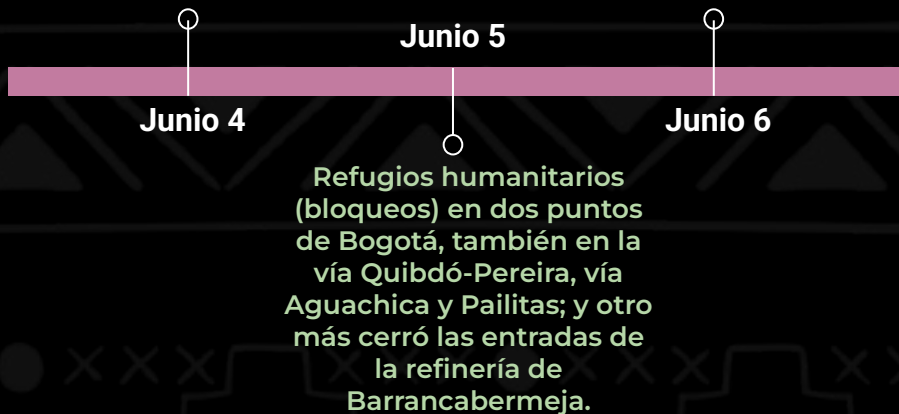 Junio 5
Junio 4
Junio 6
Refugios humanitarios
(bloqueos) en dos puntos
de Bogotá, también en la
vía Quibdó-Pereira, vía
Aguachica y Pailitas; y otro
más cerró las entradas de
la refinería de
Barrancabermeja.